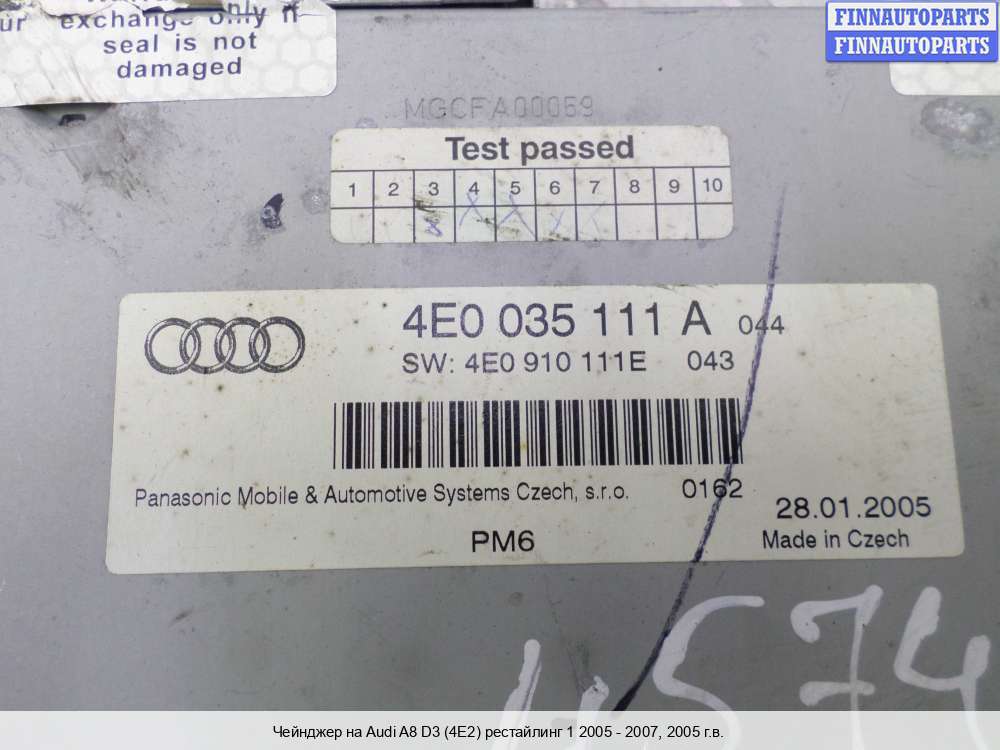 ur exchange only if
seal is not
damaged
FINNAUTOPARTS
FINNAUTOPARTS
MGCFA00059
Test passed
1 2 3 4 5 6 7 8 9 10
4E0 035 111 A 044
SW: 4E0 910 111E 043
Panasonic Mobile & Automotive Systems Czech, s.r.o. 0162
28.01.2005
PM6
Made in Czech
4574
Чейнджер на Audi A8 D3 (4E2) рестайлинг 1 2005 - 2007, 2005 г.в.